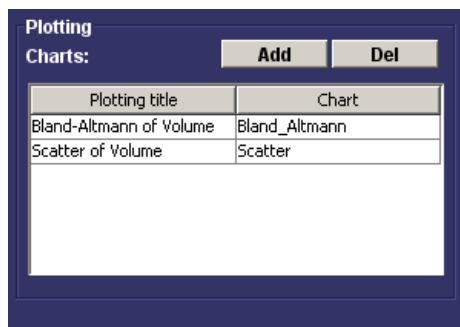 Plotting
Charts: Add Del
Plotting title Chart
Bland-Altmann of Volume Bland_Altmann
Scatter of Volume Scatter